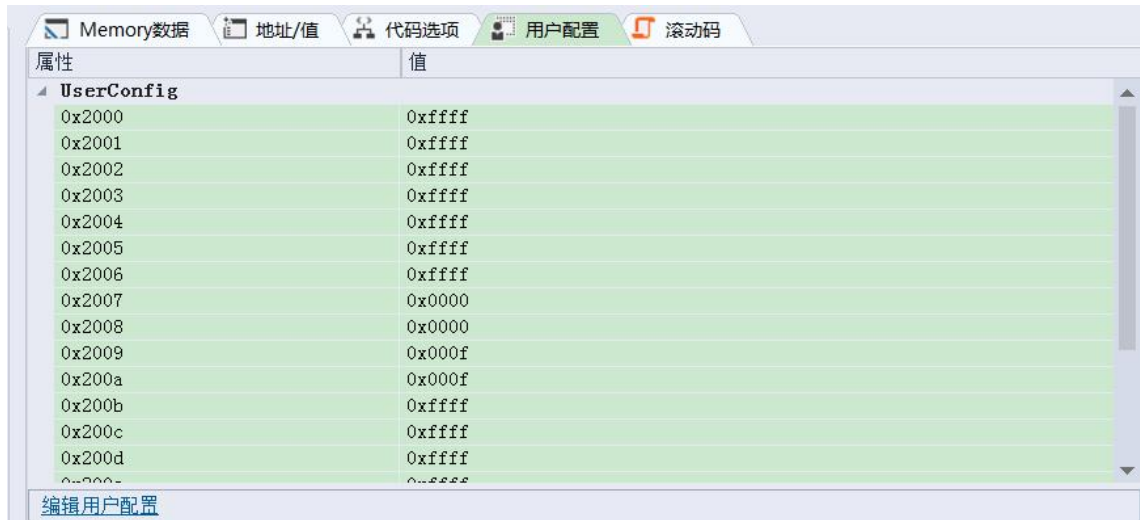 Memory数据 地址/值 代码选项 用户配置 滚动码
属性 值
UserConfig
0x2000 0xffff
0x2001 0xffff
0x2002 0xffff
0x2003 0xffff
0x2004 0xffff
0x2005 0xffff
0x2006 0xffff
0x2007 0x0000
0x2008 0x0000
0x2009 0x000f
0x200a 0x000f
0x200b 0xffff
0x200c 0xffff
0x200d 0xffff
编辑用户配置